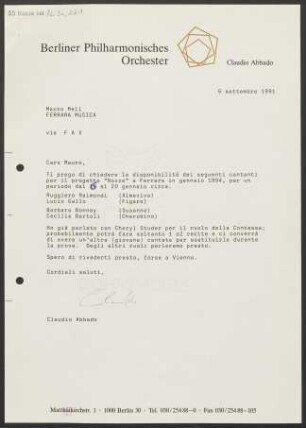 Berliner Philharmonisches
Orchester
Claudio Abbado
6 settembre 1991
Mauro Meli
FERRARA MUSICA
via F A X
Caro Mauro,
Ti prego di chiedere la disponibilità dei seguenti cantanti
per il progetto "Nozze" a Ferrara in gennaio 1994, per un
periodo dal al 20 gennaio circa.
Ruggiero Raimondi (Almaviva)
Lucio Gallo (Figaro)
Barbara Bonney (Susanna)
Cecilia Bartoli (Cherubino)
Ho già parlato con Cheryl Studer per il ruolo della Contessa;
probabilmente potrà fare soltanto 1 o 2 recite e ci converrà
di avere un'altra (giovane) cantante per sostituirla durante
le prove. Degli altri ruoli parleremo presto.
Spero di rivederti presto, forse a Vienna.
Cordiali saluti,
Claudio Abbado
Matthäikirchstr. 1 · 1000 Berlin 30 · Tel. 030/254 88-0 · Fax 030/254 88-105